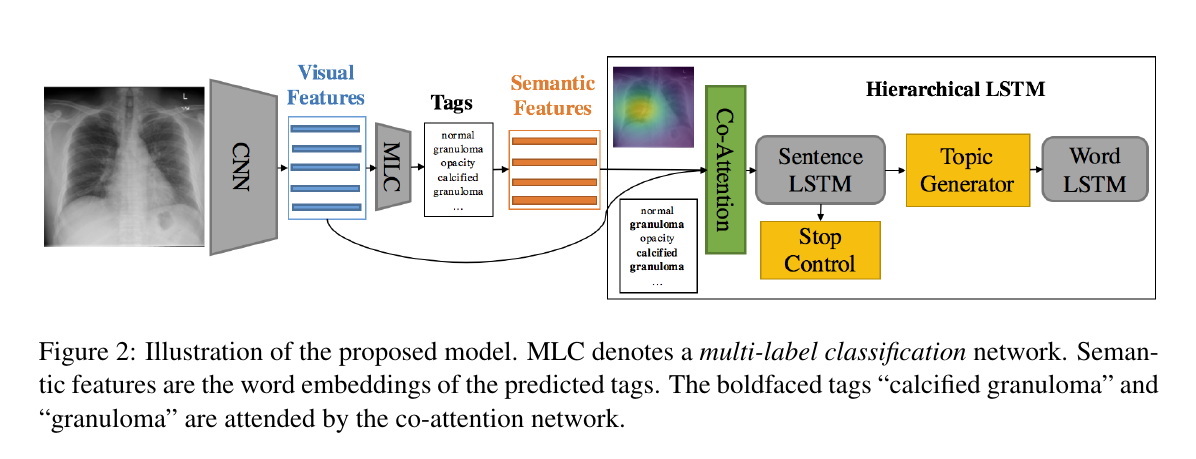 L
CNN
Visual
Features
MLC
Tags
normal
granuloma
opacity
calcified
granuloma
...
Semantic
Features
Hierarchical LSTM
normal
granuloma
opacity
calcified
granuloma
...
Co-Attention
Sentence
LSTM
Stop
Control
Topic
Generator
Word
LSTM
Figure 2: Illustration of the proposed model. MLC denotes a multi-label classification network. Seman-
tic features are the word embeddings of the predicted tags. The boldfaced tags “calcified granuloma” and
“granuloma” are attended by the co-attention network.